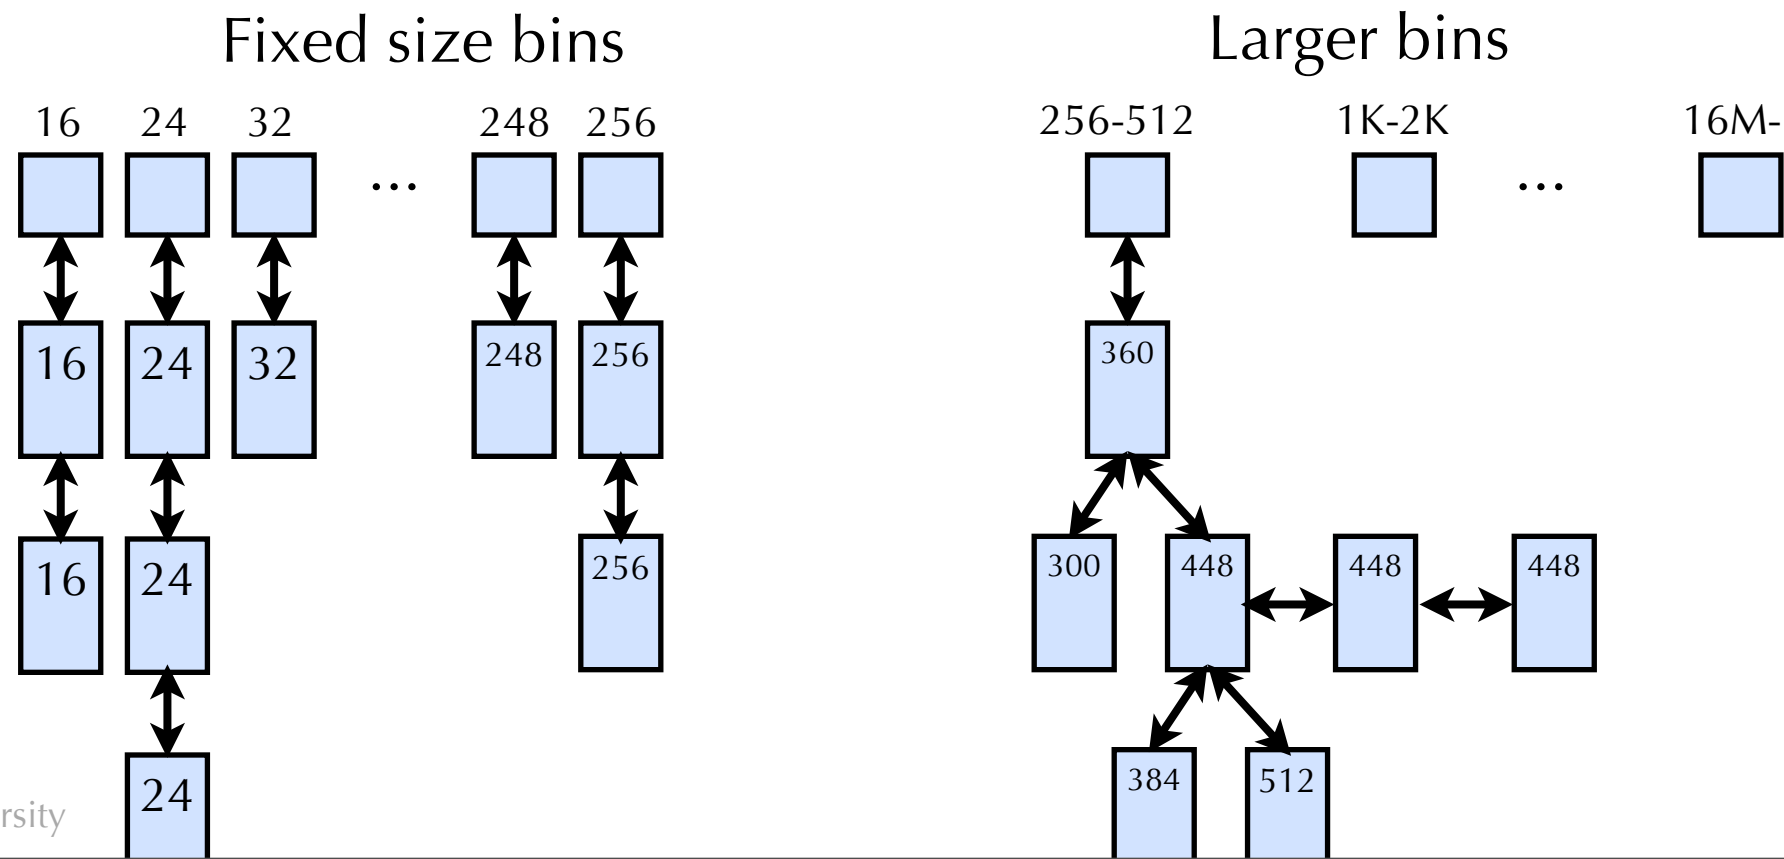 Fixed size bins
Larger bins
16 24 32 ... 248 256
256-512 1K-2K ... 16M-
16 24 32 248 256
360
16 24 256
300 448 448 448
24
384 512
rsity